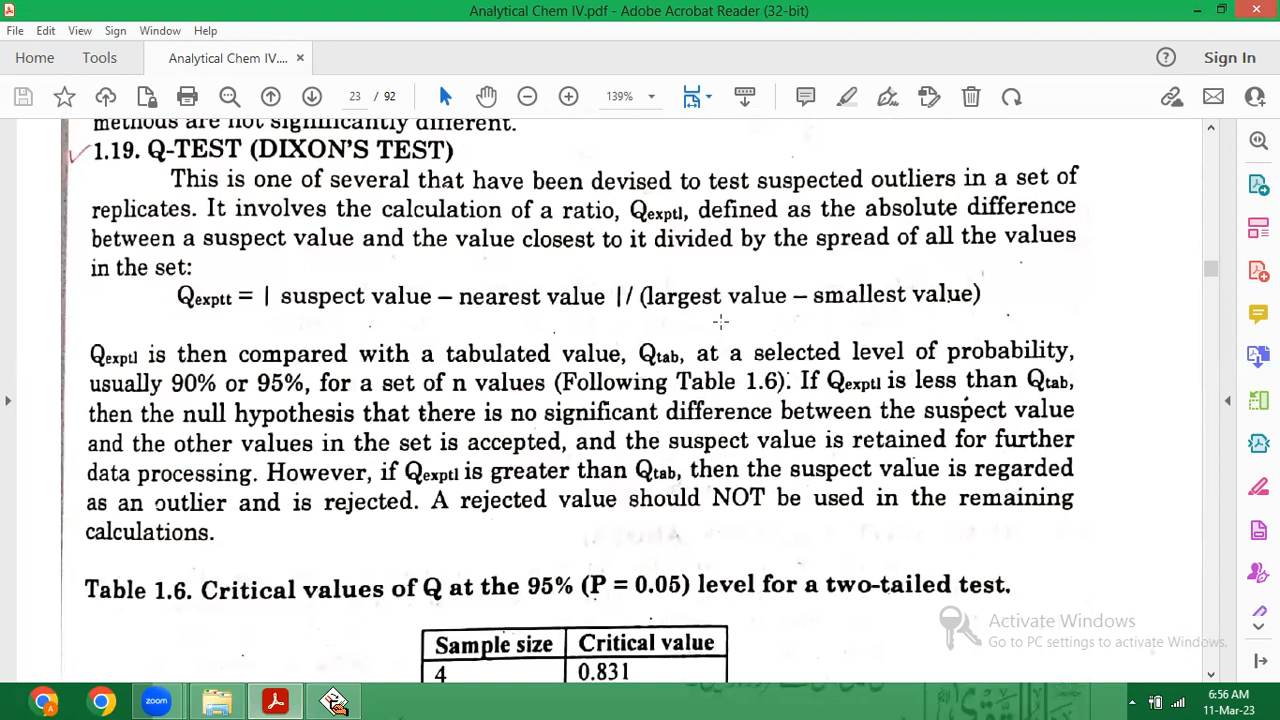 Analytical Chem IV.pdf - Adobe Acrobat Reader (32-bit)
File Edit View Sign Window Help
Home Tools Analytical Chem IV.... × Sign In
23 / 92 139%
methods are not significantly different.
1.19. Q-TEST (DIXON'S TEST)
This is one of several that have been devised to test suspected outliers in a set of
replicates. It involves the calculation of a ratio, Qexptl, defined as the absolute difference
between a suspect value and the value closest to it divided by the spread of all the values
in the set:
Qexptt = | suspect value – nearest value |/ (largest value – smallest value)
Qexptl is then compared with a tabulated value, Qtab, at a selected level of probability,
usually 90% or 95%, for a set of n values (Following Table 1.6). If Qexptl is less than Qtab,
then the null hypothesis that there is no significant difference between the suspect value
and the other values in the set is accepted, and the suspect value is retained for further
data processing. However, if Qexptl is greater than Qtab, then the suspect value is regarded
as an outlier and is rejected. A rejected value should NOT be used in the remaining
calculations.
Table 1.6. Critical values of Q at the 95% (P = 0.05) level for a two-tailed test.
Sample size Critical value
4 0.831
Activate Windows
Go to PC settings to activate Windows.
zoom
6:56 AM
11-Mar-23